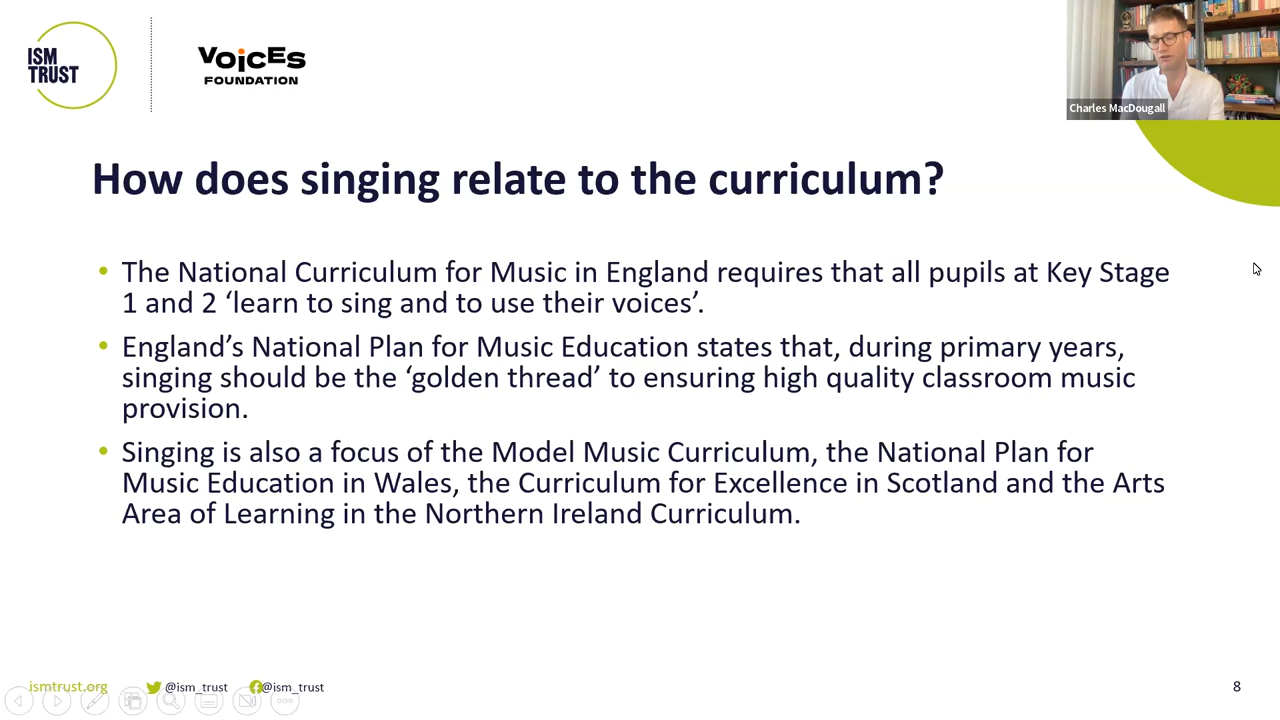 ISM
TRUST
VoicEs
FOUNDATION
Charles MacDougall
How does singing relate to the curriculum?
• The National Curriculum for Music in England requires that all pupils at Key Stage
1 and 2 ‘learn to sing and to use their voices’.
• England’s National Plan for Music Education states that, during primary years,
singing should be the ‘golden thread’ to ensuring high quality classroom music
provision.
• Singing is also a focus of the Model Music Curriculum, the National Plan for
Music Education in Wales, the Curriculum for Excellence in Scotland and the Arts
Area of Learning in the Northern Ireland Curriculum.
ismtrust.org @ism_trust @ism_trust 8